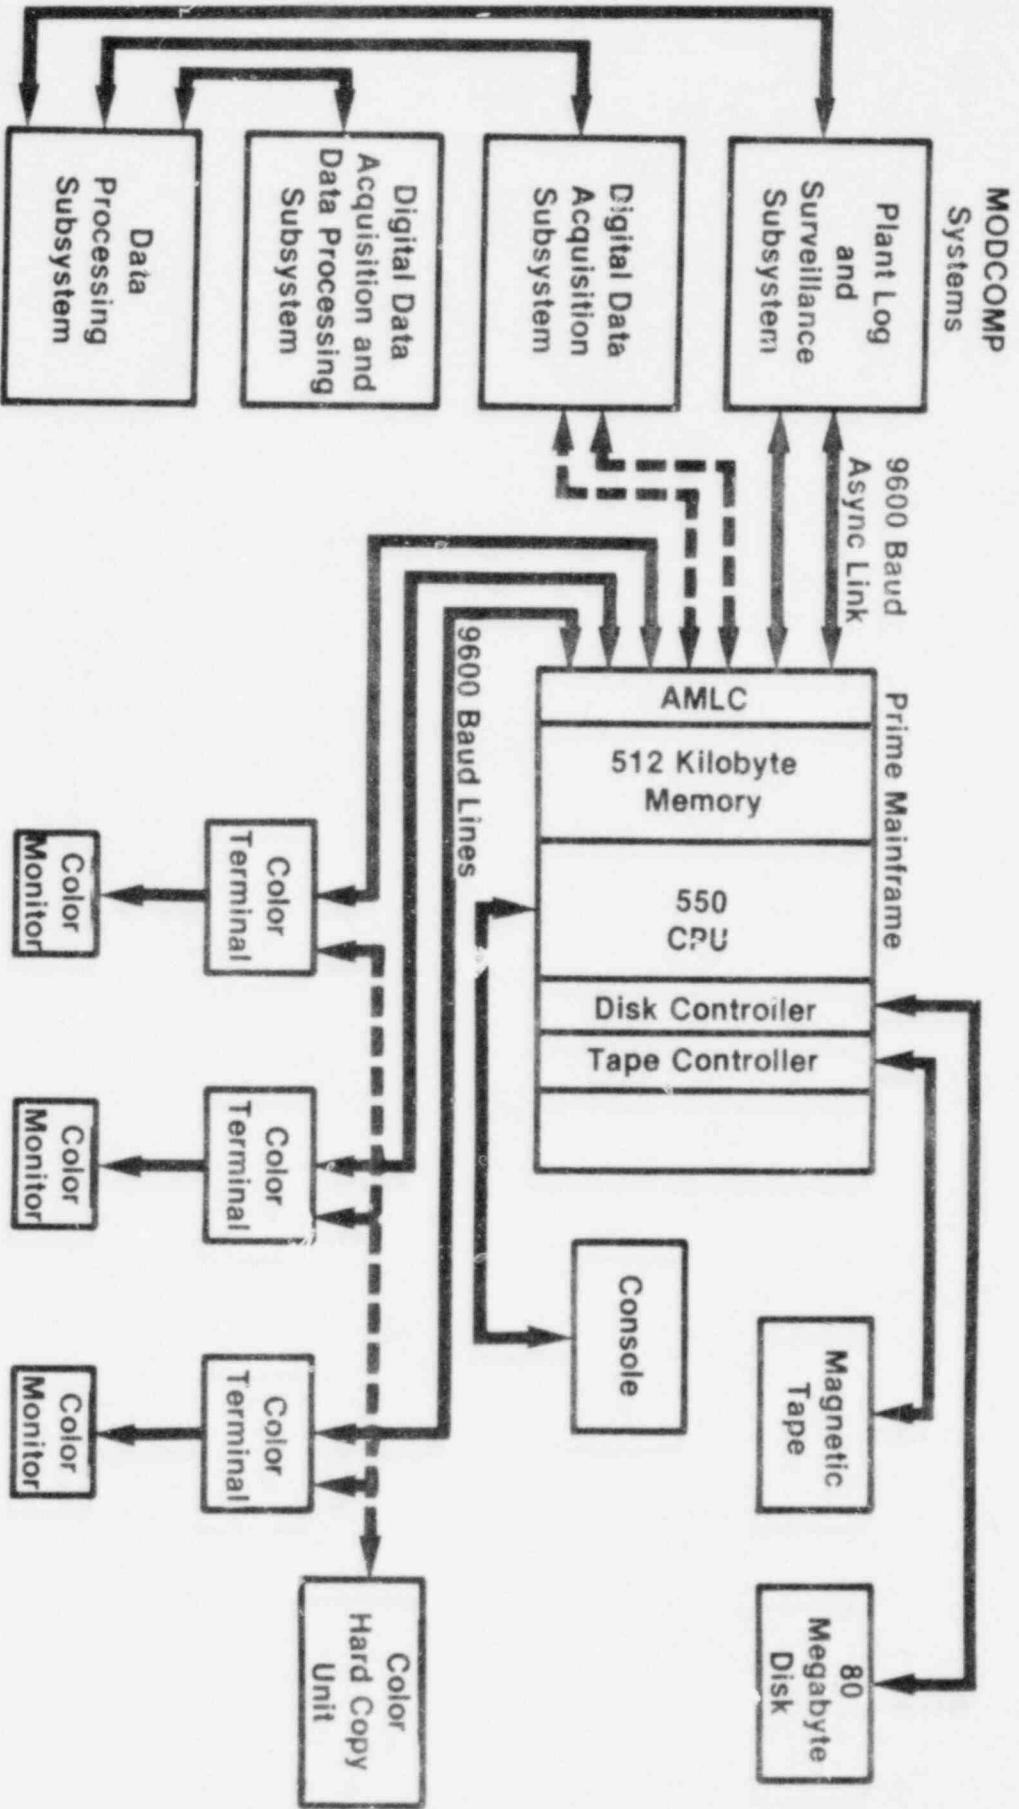 MODCOMP
Systems
Plant Log
and
Surveillance
Subsystem
Digital Data
Acquisition
Subsystem
Digital Data
Acquisition and
Data Processing
Subsystem
Data
Processing
Subsystem
9600 Baud
Async Link
Prime Mainframe
AMLC
512 Kilobyte
Memory
550
CPU
Disk Controller
Tape Controller
9600 Baud Lines
80
Megabyte
Disk
Magnetic
Tape
Console
Color
Terminal
Color
Monitor
Color
Terminal
Color
Monitor
Color
Terminal
Color
Monitor
Color
Hard Copy
Unit